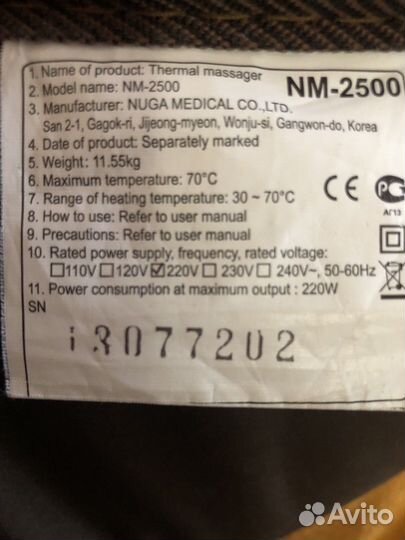 1. Name of product: Thermal massager
2. Model name: NM-2500
NM-2500
3. Manufacturer: NUGA MEDICAL CO.,LTD.
San 2-1, Gagok-ri, Jijeong-myeon, Wonju-si, Gangwon-do, Korea
4. Date of product: Separately marked
5. Weight: 11.55kg
6. Maximum temperature: 70°C
7. Range of heating temperature: 30 ~ 70°C
8. How to use: Refer to user manual
9. Precautions: Refer to user manual
10. Rated power supply, frequency, rated voltage:
☐110V ☐120V ☑220V ☐230V ☐240V~, 50-60Hz
11. Power consumption at maximum output : 220W
SN
i3077202
CE
АГ13
Avito